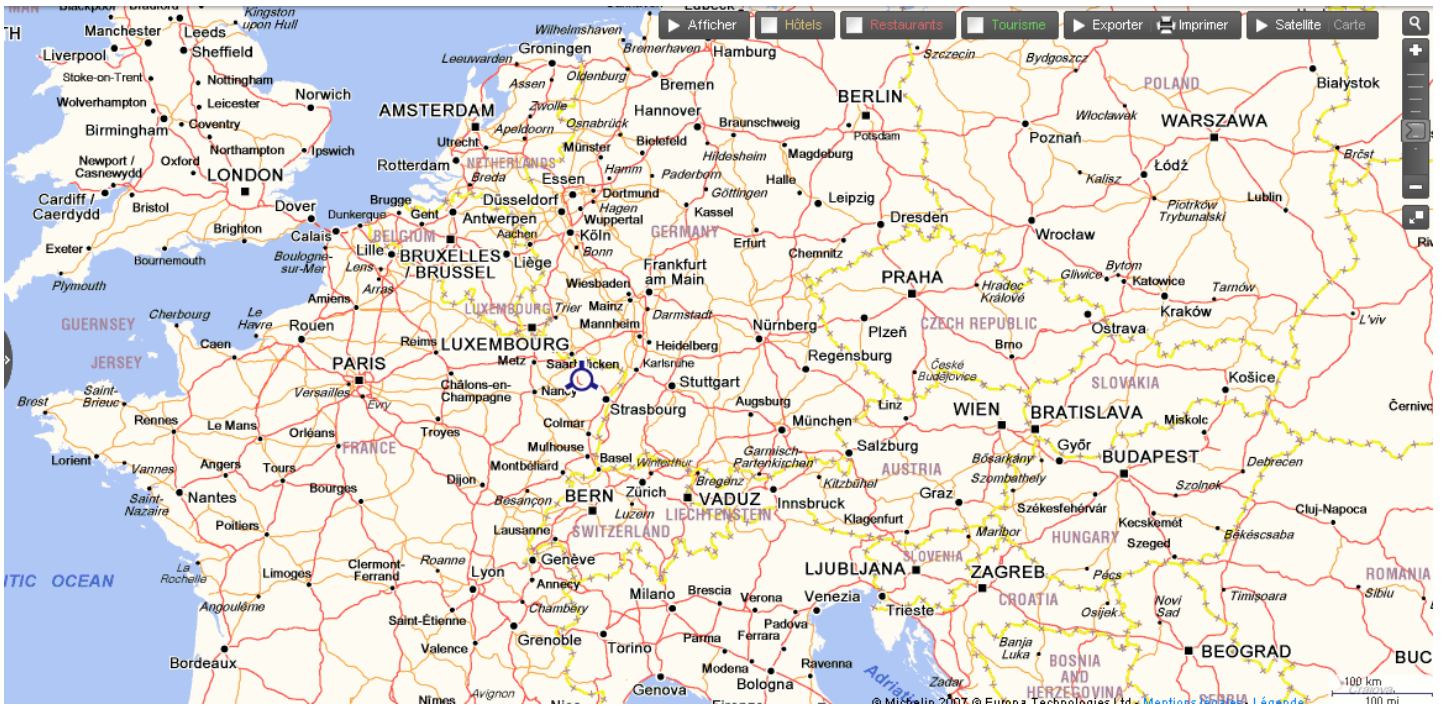 Afficher Hôtels Restaurants Tourisme Exporter Imprimer Satellite Carte
Kingston
upon Hull
Manchester
Leeds
Liverpool
Sheffield
Stoke-on-Trent
Nottingham
Wolverhampton
Leicester
Norwich
Birmingham
Coventry
Northampton
Ipswich
Newport /
Casnewydd
Oxford
LONDON
Cardiff /
Caerdydd
Bristol
Dover
Brighton
Exeter
Bournemouth
Plymouth
GUERNSEY
JERSEY
Wilhelmshaven
Bremerhaven
Hamburg
Groningen
Leeuwarden
Oldenburg
Bremen
Assen
AMSTERDAM
Zwolle
Hannover
Osnabrück
Apeldoorn
Utrecht
Bielefeld
Braunschweig
Münster
Hildesheim
Rotterdam
NETHERLANDS
Breda
Hamm
Paderborn
Magdeburg
BERLIN
Potsdam
Essen
Dortmund
Göttingen
Halle
Leipzig
Düsseldorf
Hagen
Wuppertal
Kassel
Brugge
Dunkerque
Geht
Antwerpen
Calais
BELGIUM
Aachen
Köln
Bonn
GERMANY
Erfurt
Chemnitz
Dresden
Lille
BRUXELLES
/ BRUSSEL
Liège
Boulogne-
sur-Mer
Lens
Arras
Frankfurt
am Main
Wiesbaden
Mainz
Darmstadt
Amiens
LUXEMBOURG
Trier
Mannheim
Nürnberg
Cherbourg
Le
Havre
Rouen
Caen
Reims
LUXEMBOURG
Heidelberg
Metz
Karlsruhe
Regensburg
PARIS
Versailles
Evry
Châlons-en-
Champagne
Nancy
Stuttgart
Strasbourg
Augsburg
München
Brest
Saint-
Brieuc
Rennes
Le Mans
Orléans
Troyes
Colmar
FRANCE
Mulhouse
Lorient
Vannes
Angers
Tours
Montbéliard
Basel
Winterthur
Garmisch-
Partenkirchen
Saint-
Nazaire
Nantes
Bourges
Dijon
Besançon
BERN
Zürich
Bregenz
VADUZ
Luzern
LIECHTENSTEIN
Innsbruck
Kitzbühel
Poitiers
Lausanne
SWITZERLAND
La
Rochelle
Limoges
Clermont-
Ferrand
Roanne
Genève
Lyon
Annecy
Angoulême
Chambéry
Saint-Étienne
Grenoble
Valence
Bordeaux
Avignon
Nîmes
Milano
Brescia
Verona
Venezia
Padova
Torino
Parma
Ferrara
Modena
Bologna
Ravenna
Genova
Szczecin
Bydgoszcz
POLAND
Białystok
Włocławek
WARSZAWA
Poznań
Brčst
Łódź
Kalisz
Piotrków
Trybunalski
Lublin
Wrocław
PRAHA
Hradec
Králové
Gliwice
Bytom
Katowice
Tarnów
Kraków
L'viv
Plzeň
CZECH REPUBLIC
Ostrava
Brno
České
Budějovice
SLOVAKIA
Košice
Linz
WIEN
BRATISLAVA
Miskolc
Salzburg
Győr
AUSTRIA
Bősárkány
Szombathely
BUDAPEST
Debrecen
Szolnok
Graz
Székesfehérvár
Klagenfurt
Maribor
HUNGARY
Kecskemét
Szeged
Békéscsaba
Cluj-Napoca
SLOVENIA
LJUBLJANA
ZAGREB
CROATIA
Pécs
Trieste
Osijek
Novi
Sad
Timișoara
ROMANIA
Sibiu
Banja
Luka
BEOGRAD
BOSNIA
AND
HERZEGOVINA
SERBIA
Zadar
Craiova
TIC OCEAN
100 km
100 mi
© Michelin 2007 © Europa Technologies Ltd - Mentions légales - Légende